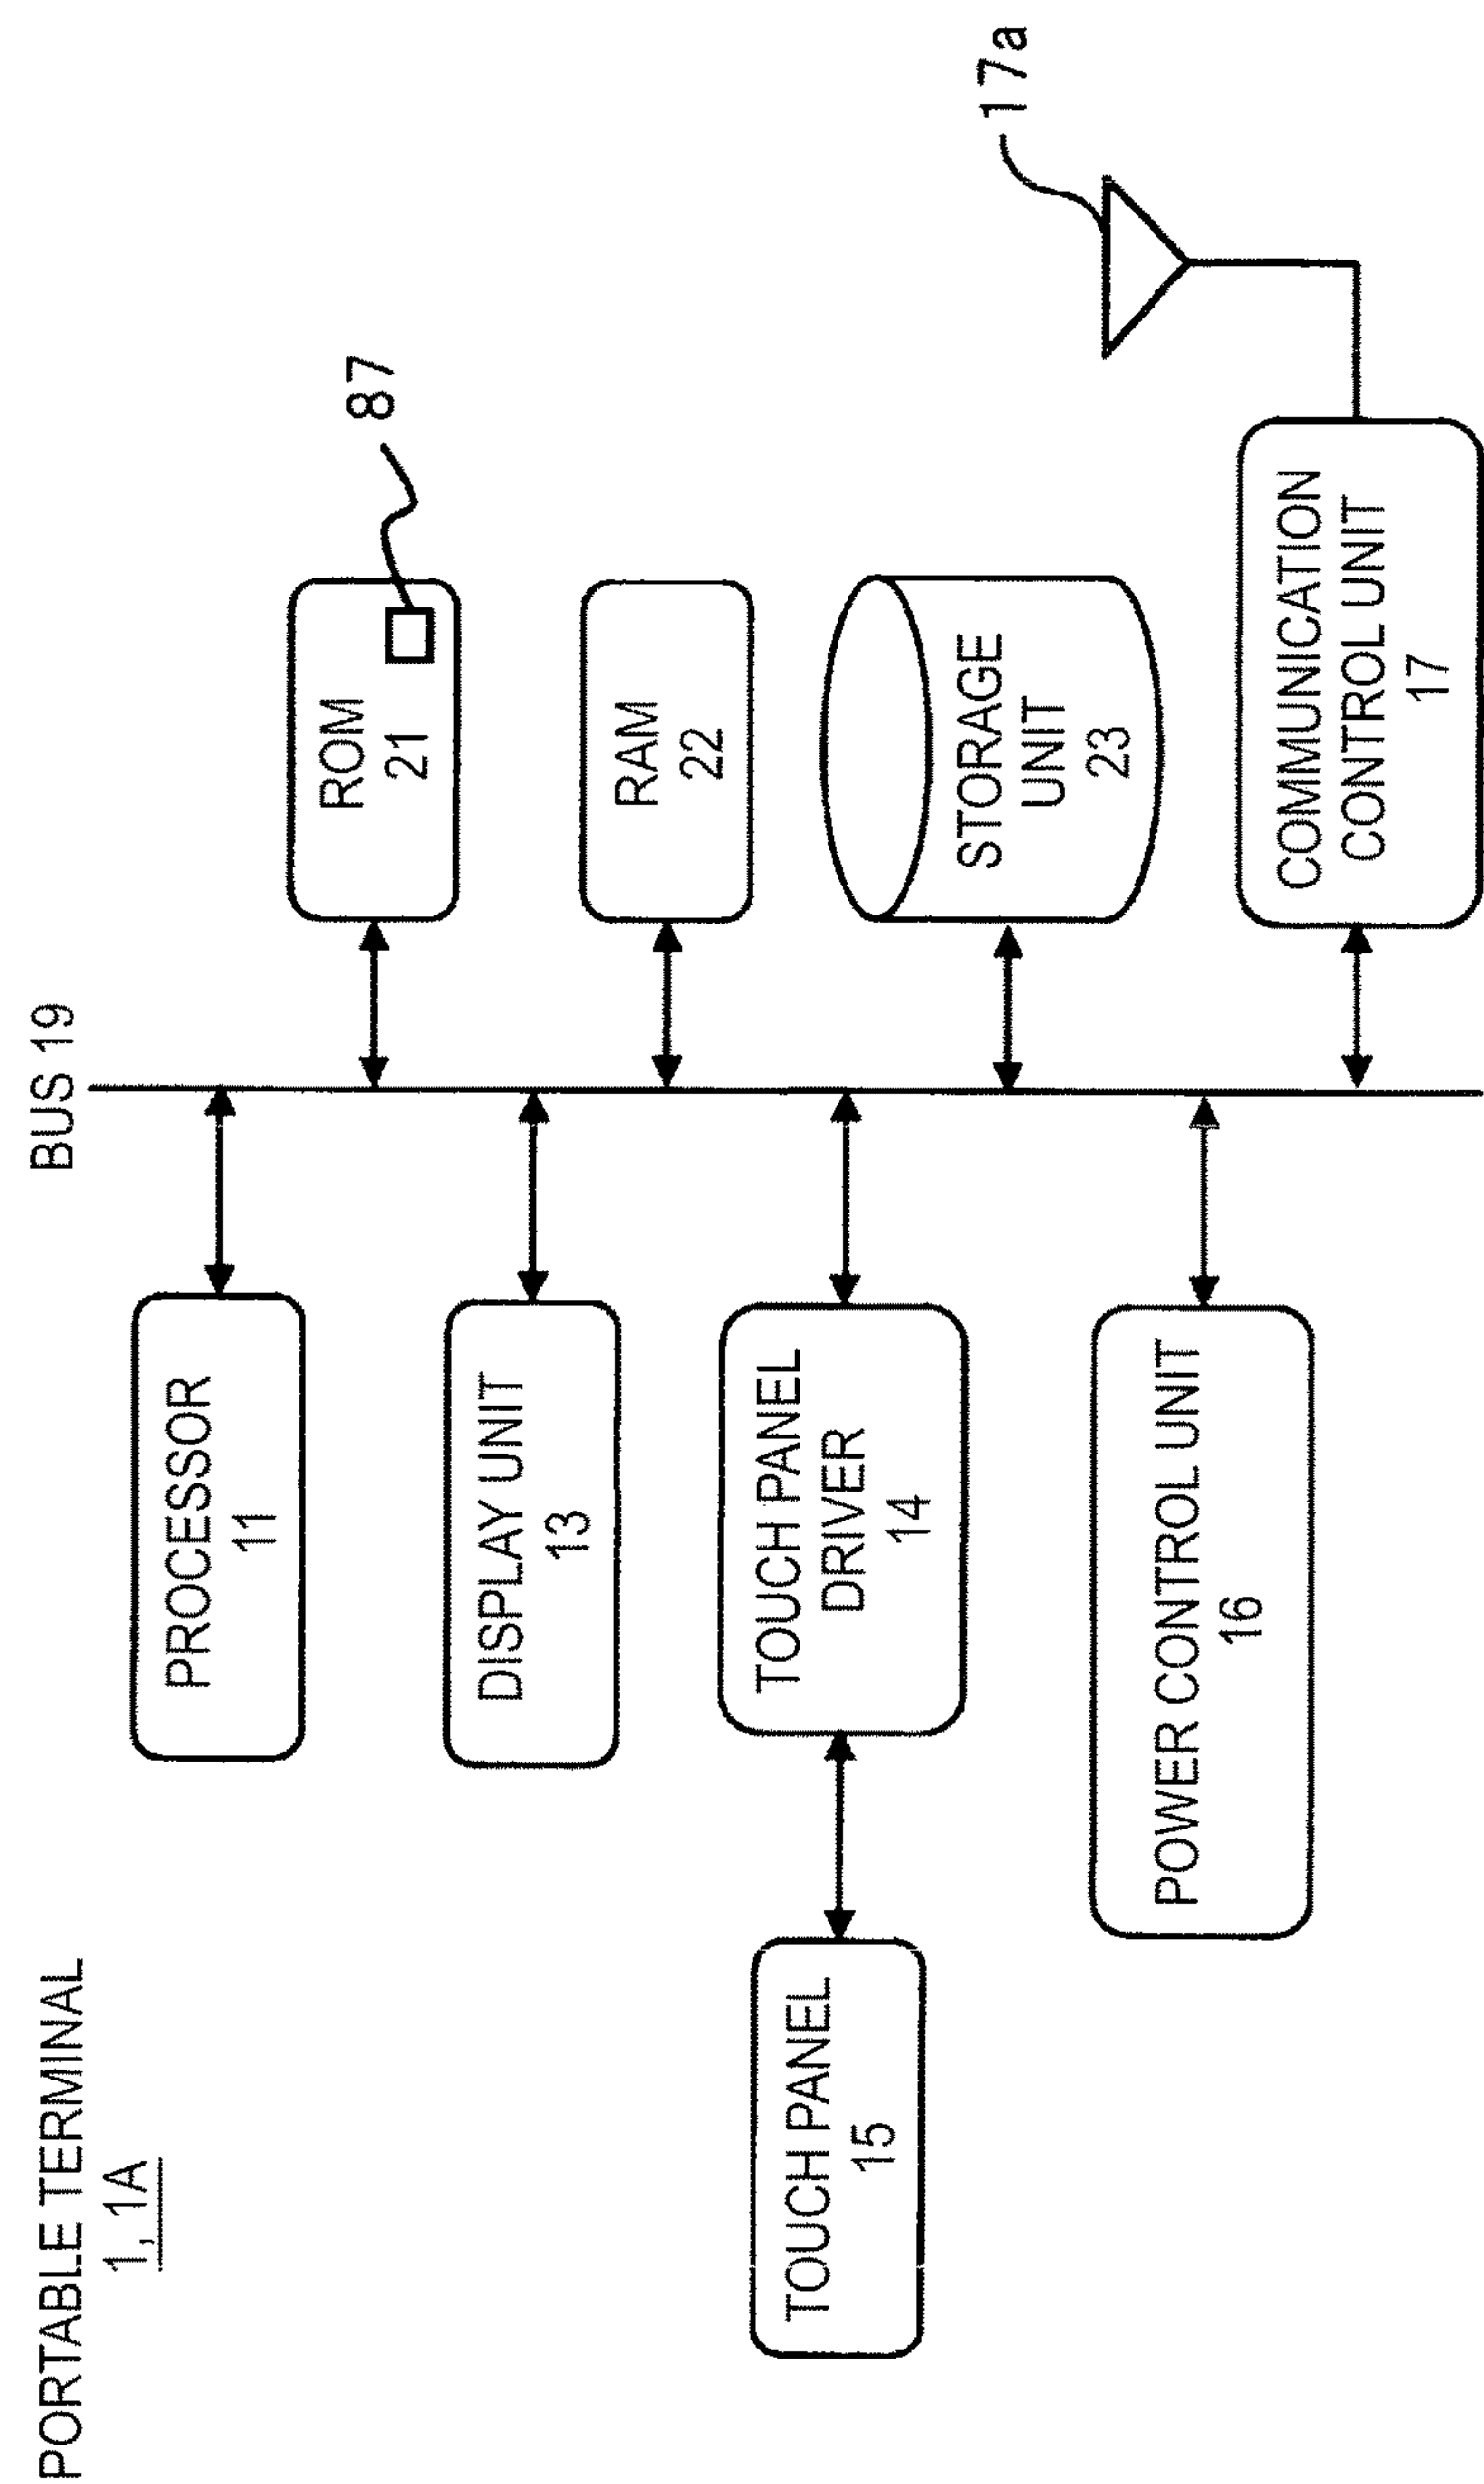 PORTABLE TERMINAL
1, 1A
BUS 19
PROCESSOR
11
ROM
21
87
DISPLAY UNIT
13
RAM
22
TOUCH PANEL
15
TOUCH PANEL
DRIVER
14
STORAGE
UNIT
23
POWER CONTROL UNIT
16
COMMUNICATION
CONTROL UNIT
17
17a